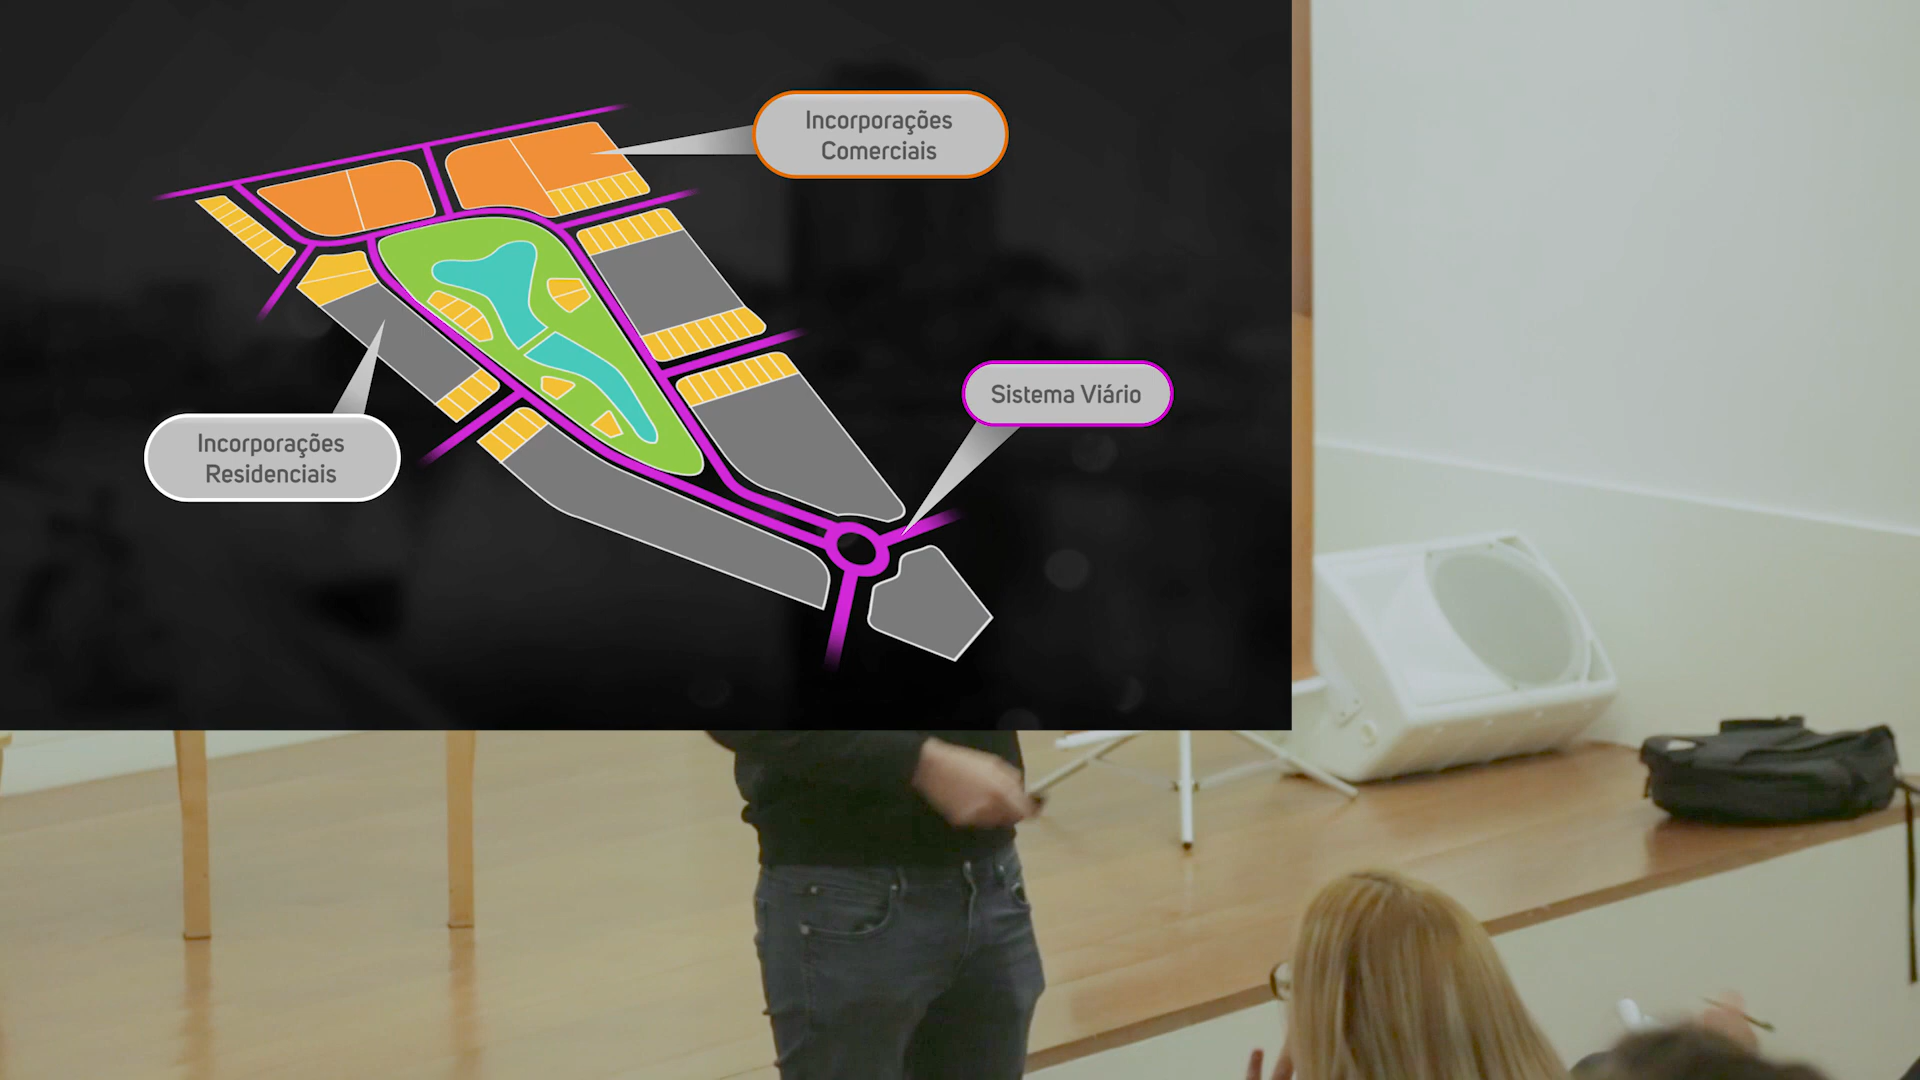 Incorporações
Comerciais
Sistema Viário
Incorporações
Residenciais